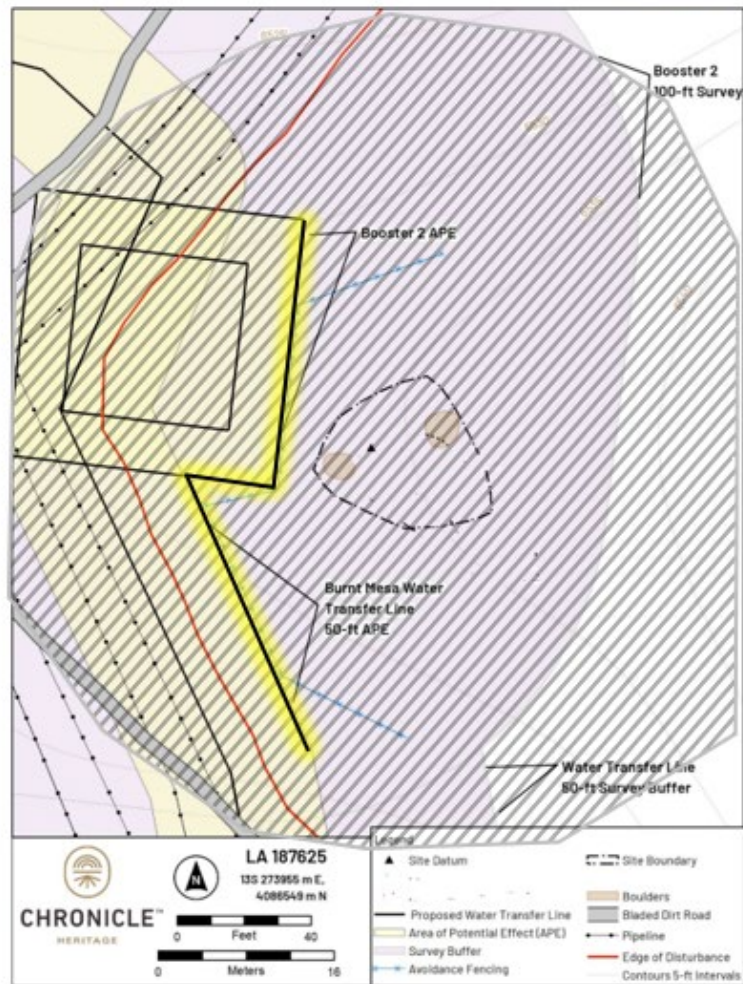 Booster 2
100-ft Survey
Booster 2 APE
Burnt Mesa Water
Transfer Line
50-ft APE
Water Transfer Line
50-ft Survey Buffer
CHRONICLE™
HERITAGE
N
LA 187625
13S 273955 m E,
4086549 m N
0 Feet 40
0 Meters 16
Legend
Site Datum
Proposed Water Transfer Line
Area of Potential Effect (APE)
Survey Buffer
Avoidance Fencing
Site Boundary
Boulders
Bladed Dirt Road
Pipeline
Edge of Disturbance
Contours 5-ft Intervals